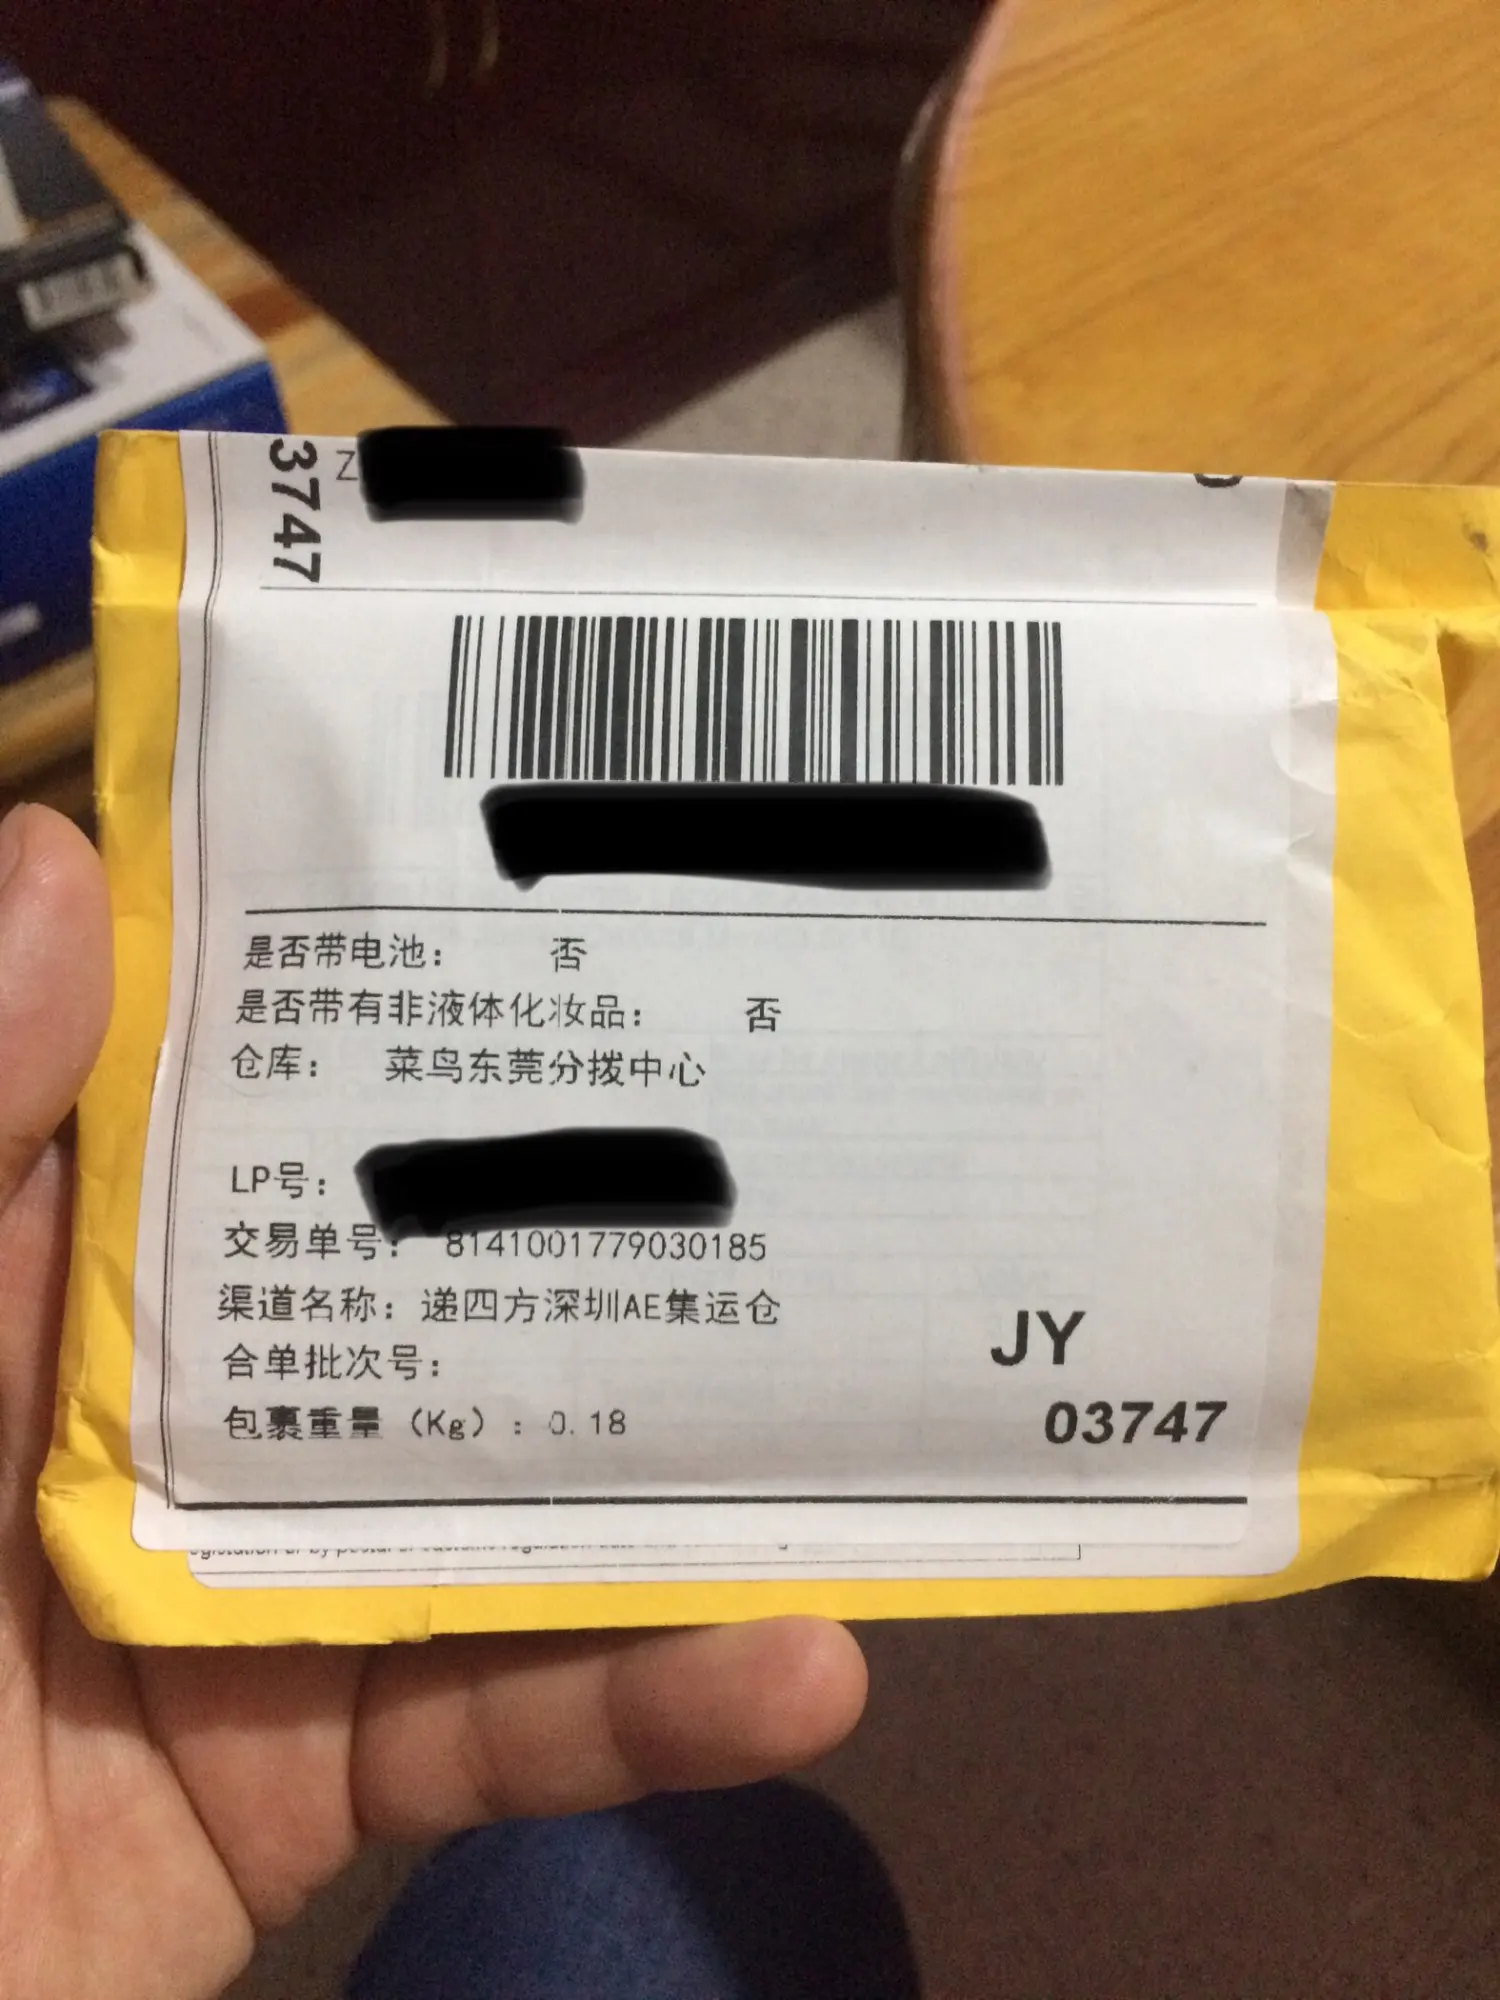 3747
Z
是否带电池： 否
是否带有非液体化妆品： 否
仓库： 菜鸟东莞分拨中心
LP号：
交易单号： 8141001779030185
渠道名称：递四方深圳AE集运仓
合单批次号：
包裹重量（Kg）：0.18
JY
03747